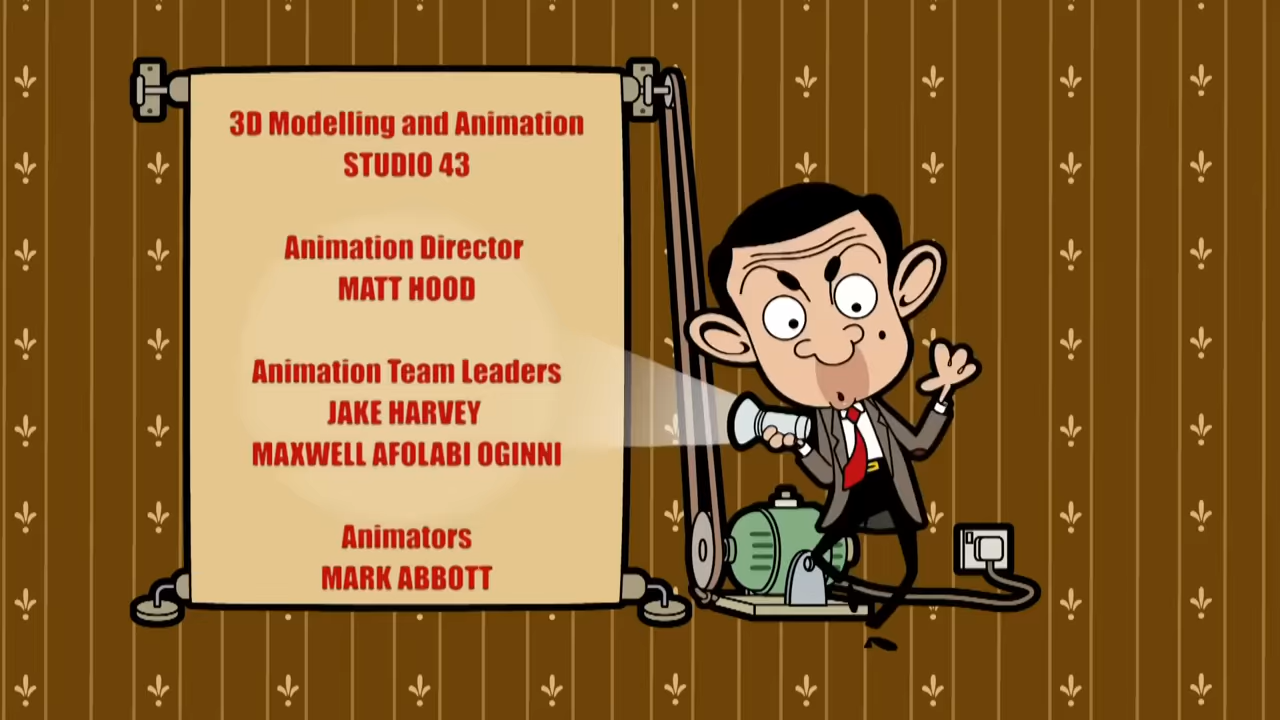 3D Modelling and Animation
STUDIO 43
Animation Director
MATT HOOD
Animation Team Leaders
JAKE HARVEY
MAXWELL AFOLABI OGINNI
Animators
MARK ABBOTT